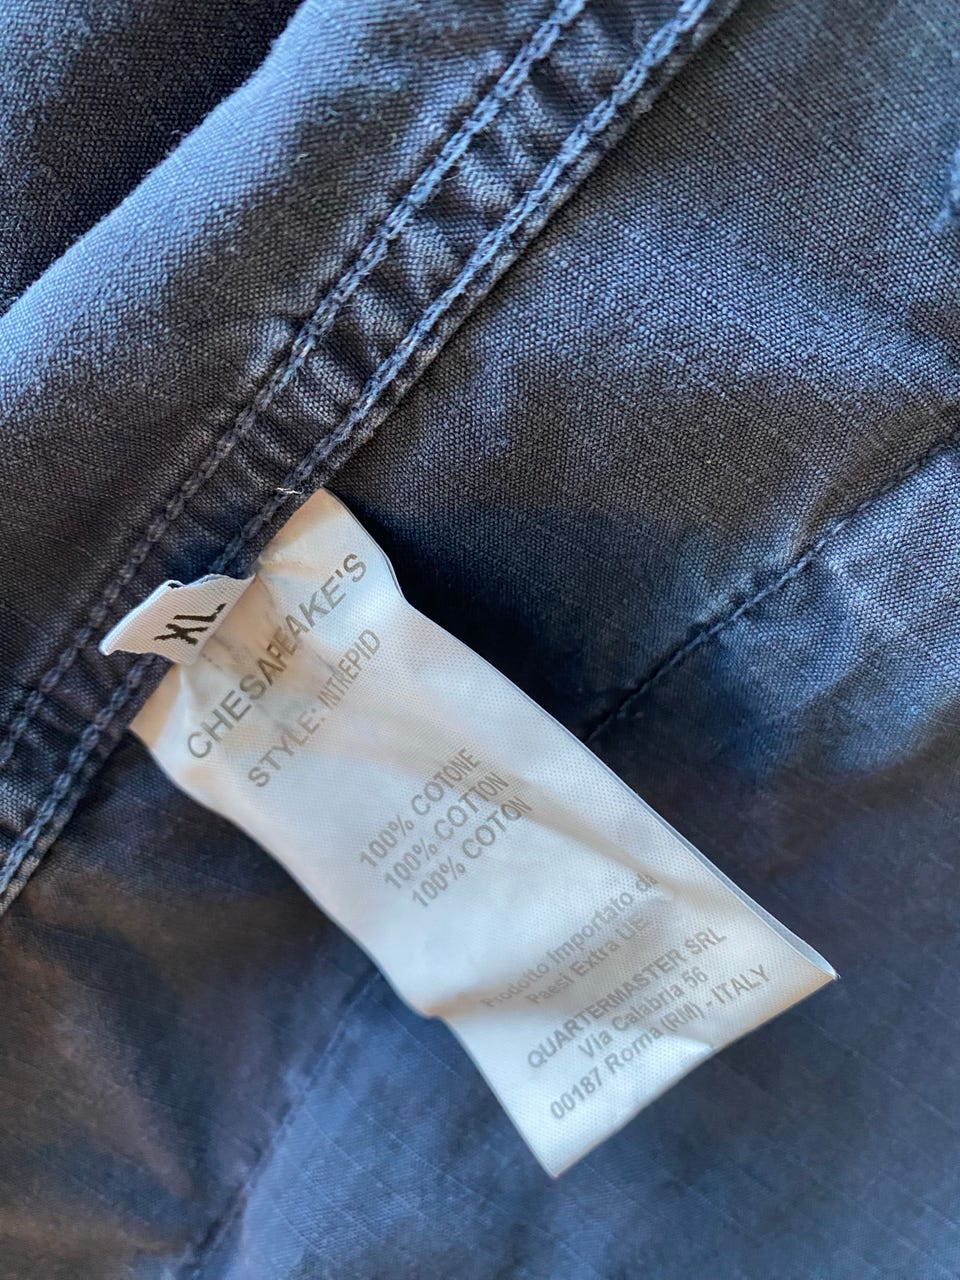 XL
CHESAPEAKE'S
STYLE: INTREPID
100% COTONE
100% COTTON
100% COTON
Prodotto Importato da
Paesi Extra UE
QUARTERMASTER SRL
Via Calabria 56
00187 Roma (RM) - ITALY